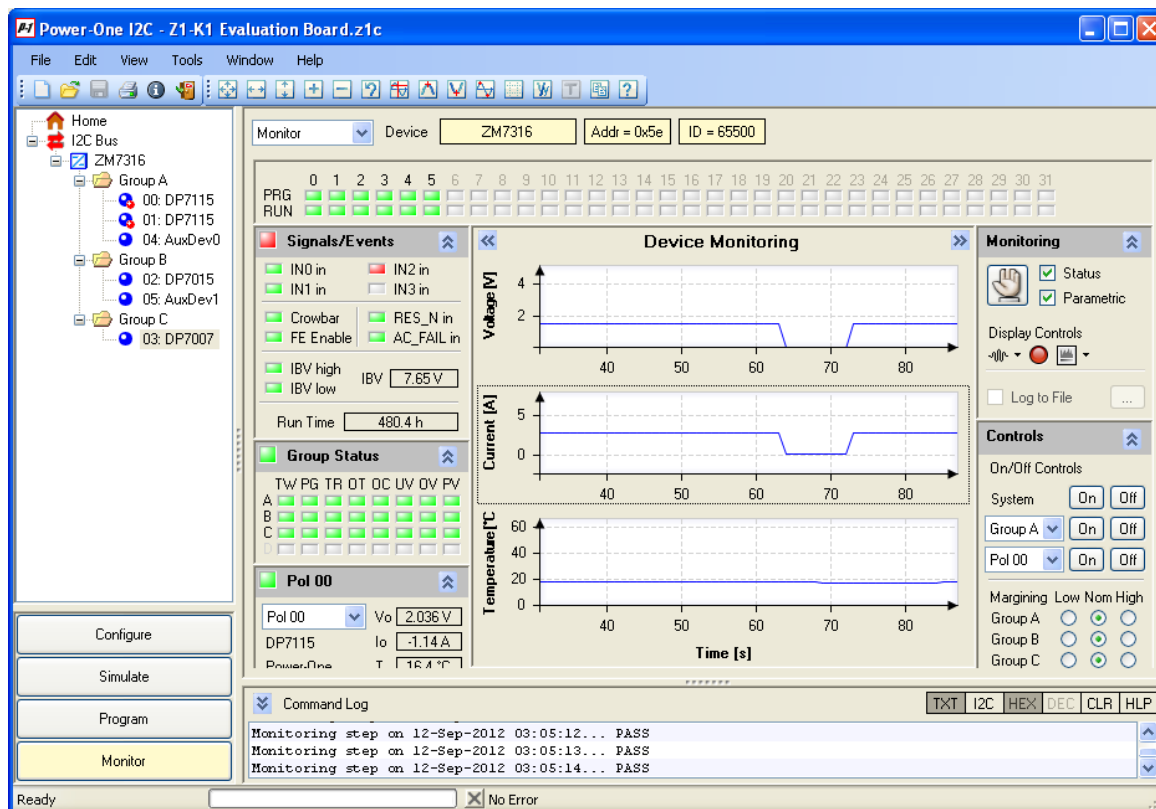 P-1 Power-One I2C - Z1-K1 Evaluation Board.z1c
File Edit View Tools Window Help
Home
I2C Bus
ZM7316
Group A
00: DP7115
01: DP7115
04: AuxDev0
Group B
02: DP7015
05: AuxDev1
Group C
03: DP7007
Configure
Simulate
Program
Monitor
Monitor Device ZM7316 Addr = 0x5e ID = 65500
0 1 2 3 4 5 6 7 8 9 10 11 12 13 14 15 16 17 18 19 20 21 22 23 24 25 26 27 28 29 30 31
PRG
RUN
Signals/Events
IN0 in IN2 in
IN1 in IN3 in
Crowbar RES_N in
FE Enable AC_FAIL in
IBV high
IBV low
IBV 7.65 V
Run Time 480.4 h
Group Status
TW PG TR OT OC UV OV PV
A
B
C
D
Pol 00
Pol 00 Vo 2.036 V
DP7115 Io -1.14 A
Power-One T 16.4 °C
Device Monitoring
Voltage [V]
4
2
40 50 60 70 80
Current [A]
5
0
40 50 60 70 80
Temperature [°C
60
40
20
0
40 50 60 70 80
Time [s]
Monitoring
Status
Parametric
Display Controls
Log to File ...
Controls
On/Off Controls
System On Off
Group A On Off
Pol 00 On Off
Margining Low Nom High
Group A
Group B
Group C
Command Log TXT I2C HEX DEC CLR HLP
Monitoring step on 12-Sep-2012 03:05:12... PASS
Monitoring step on 12-Sep-2012 03:05:13... PASS
Monitoring step on 12-Sep-2012 03:05:14... PASS
Ready No Error